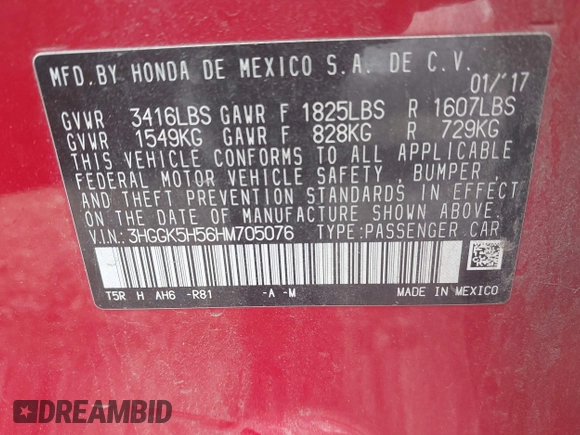 MFD. BY HONDA DE MEXICO S.A. DE C.V.
01/'17
GVWR 3416LBS GAWR F 1825LBS R 1607LBS
GVWR 1549KG GAWR F 828KG R 729KG
THIS VEHICLE CONFORMS TO ALL APPLICABLE
FEDERAL MOTOR VEHICLE SAFETY, BUMPER,
AND THEFT PREVENTION STANDARDS IN EFFECT
ON THE DATE OF MANUFACTURE SHOWN ABOVE.
V.I.N.: 3HGGK5H56HM705076 TYPE: PASSENGER CAR
T5R H AH6 -R81 -A -M MADE IN MEXICO
DREAMBID